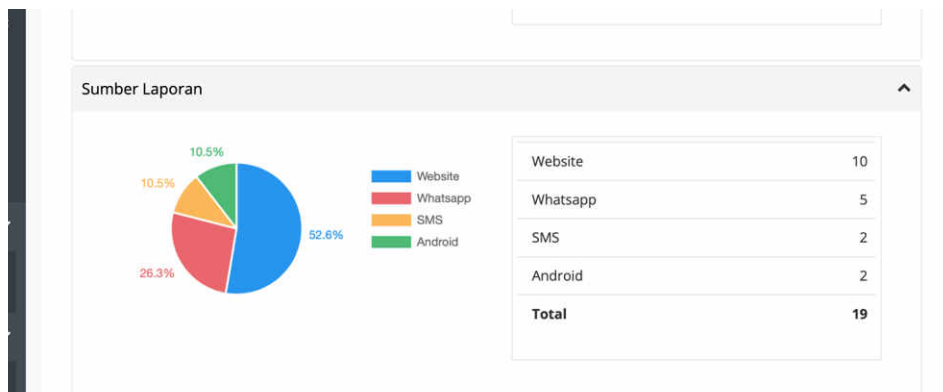 Sumber Laporan
10.5%
10.5%
52.6%
26.3%
Website
Whatsapp
SMS
Android
Website 10
Whatsapp 5
SMS 2
Android 2
Total 19